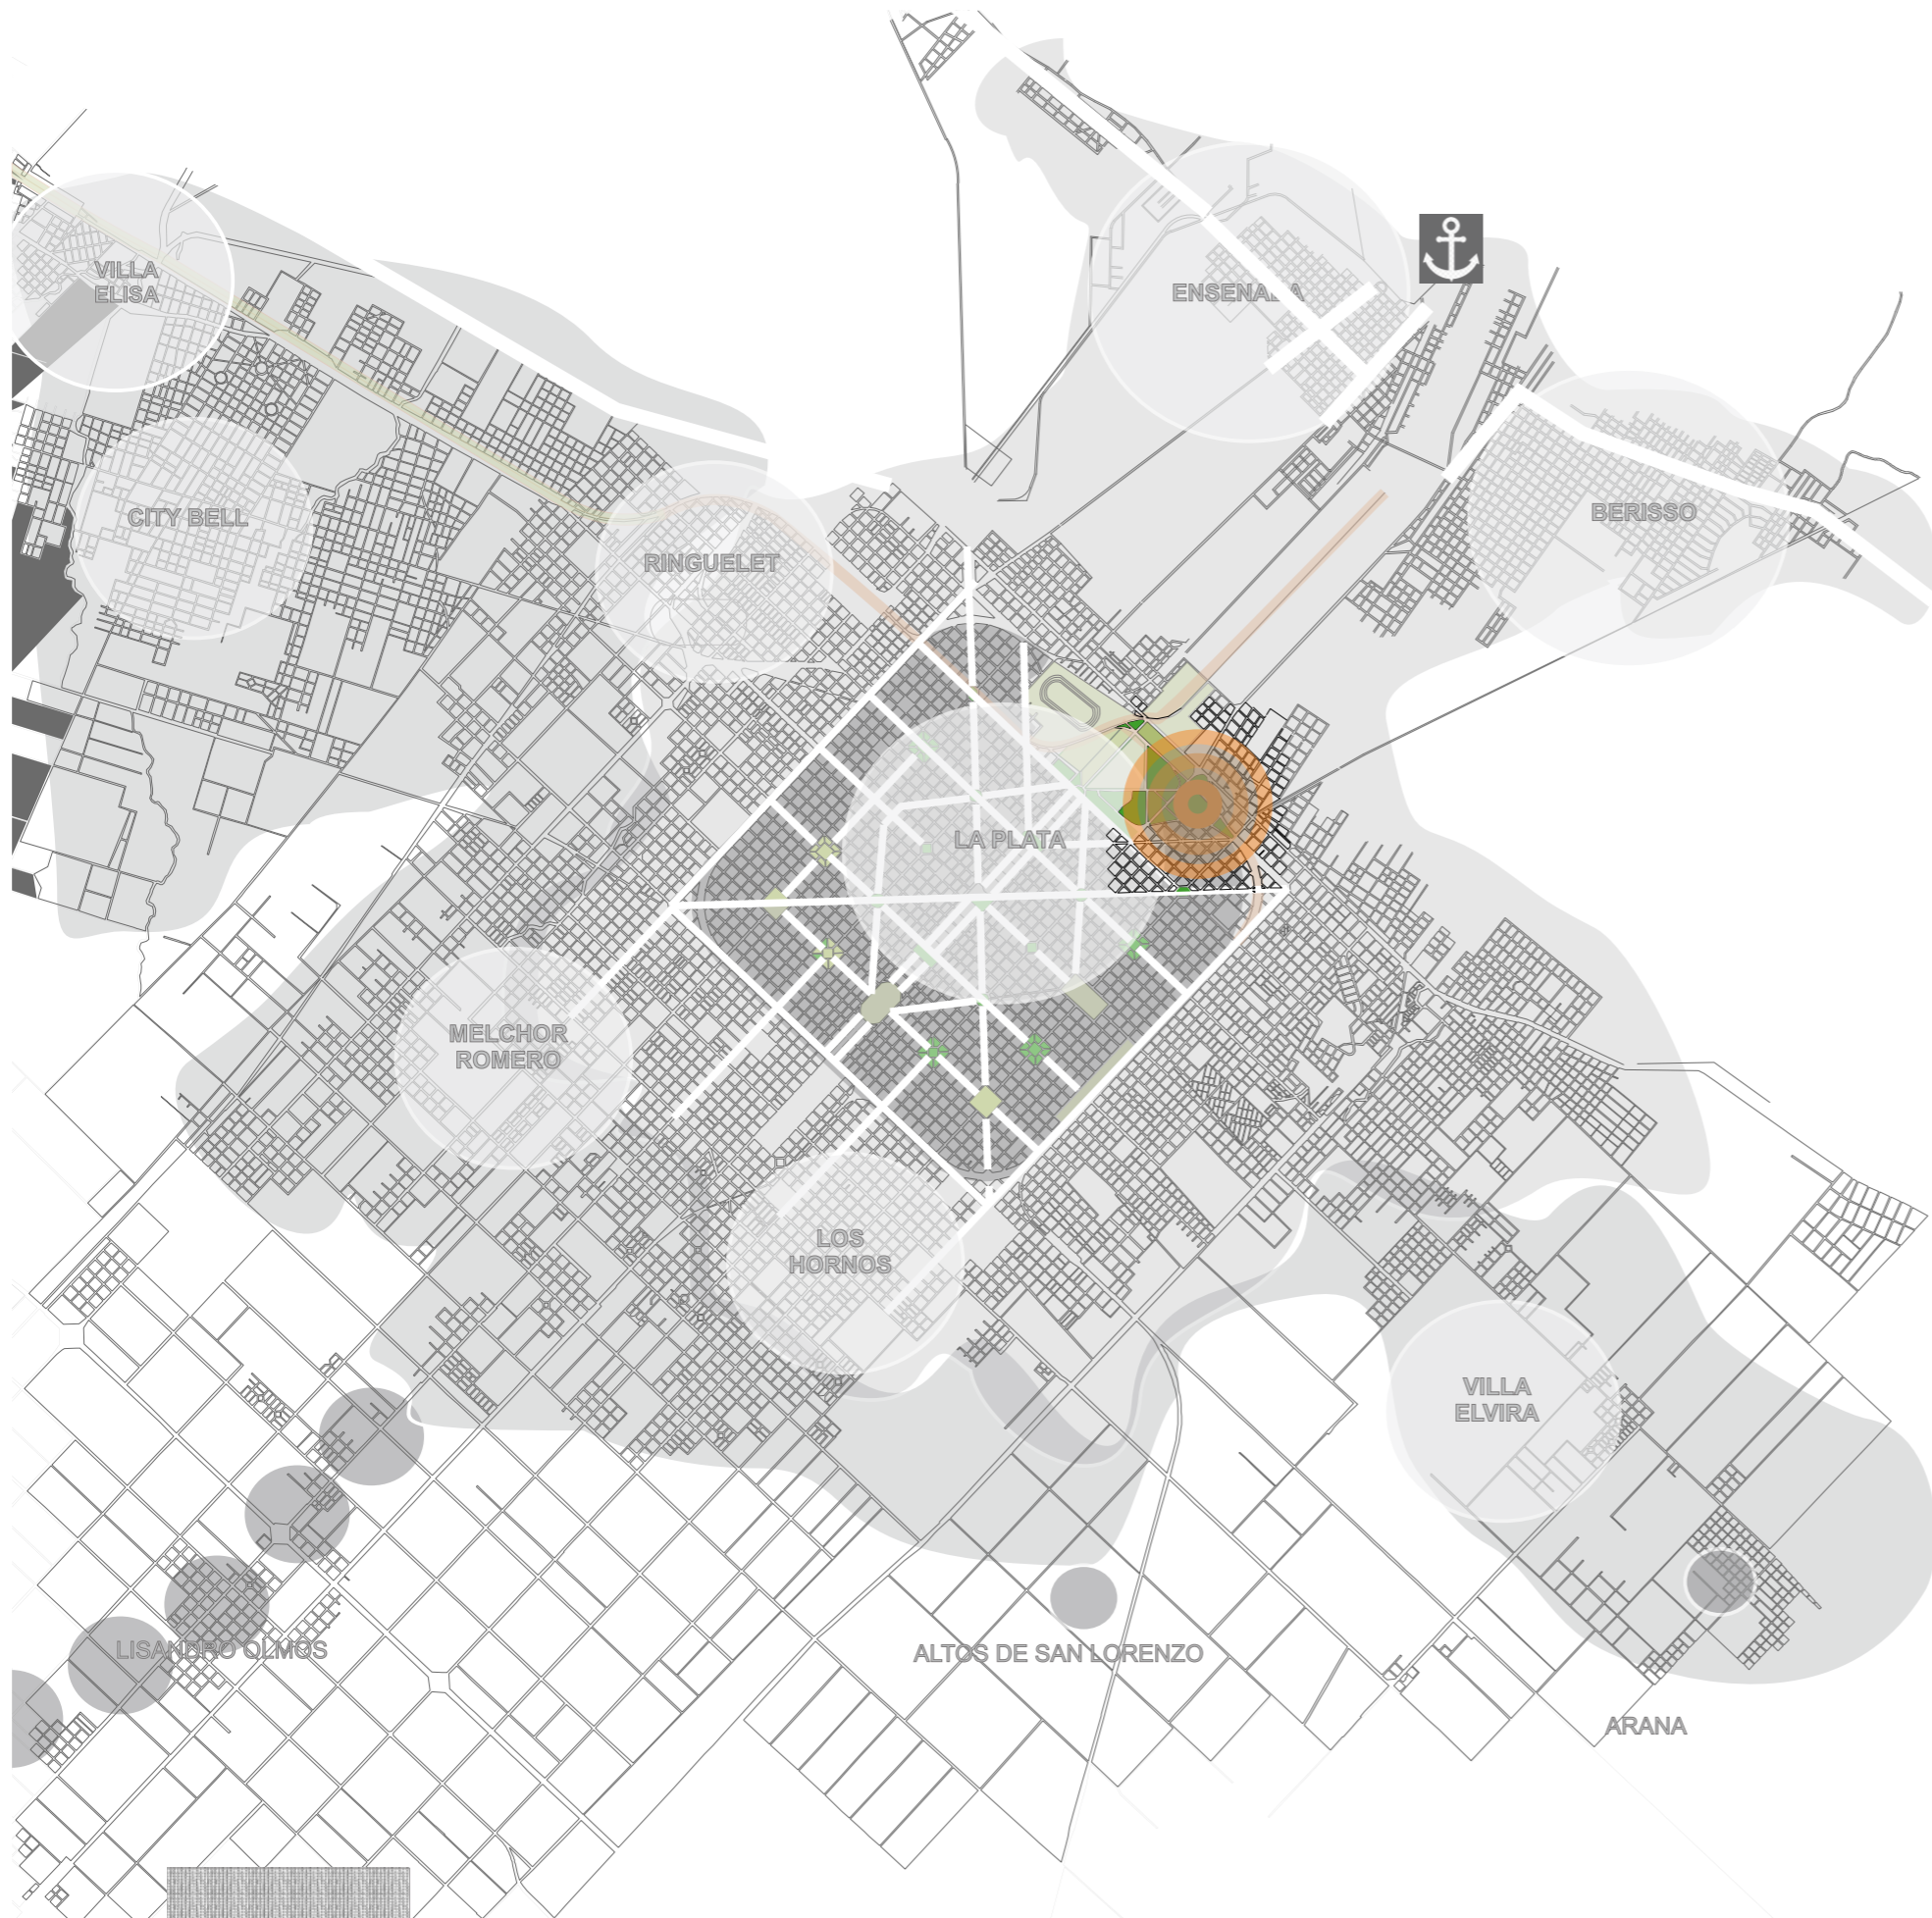 VILLA
ELISA
ENSENADA
CITY BELL
BERISSO
RINGUELET
LA PLATA
MELCHOR
ROMERO
LOS
HORNOS
VILLA
ELVIRA
LISANDRO OLMOS
ALTOS DE SAN LORENZO
ARANA